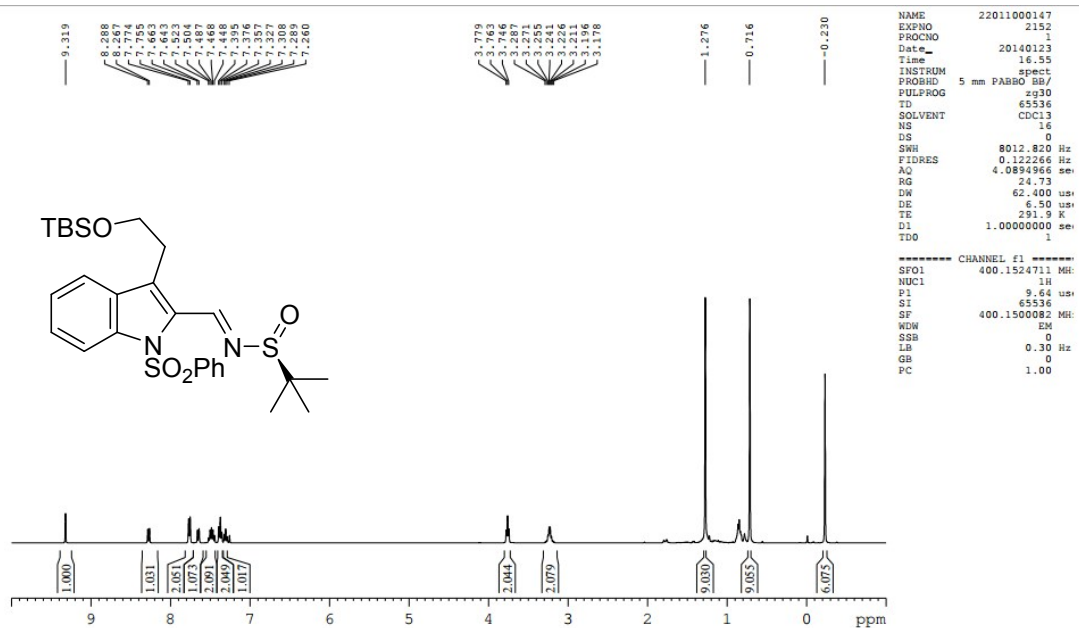 9.319
8.288
8.267
7.774
7.755
7.663
7.643
7.523
7.504
7.487
7.468
7.448
7.395
7.376
7.357
7.327
7.308
7.289
7.260
3.779
3.763
3.746
3.287
3.271
3.255
3.241
3.226
3.211
3.196
3.178
1.276
0.716
-0.230
NAME 22011000147
EXPNO 2152
PROCNO 1
Date_ 20140123
Time 16.55
INSTRUM spect
PROBHD 5 mm PABBO BB/
PULPROG zg30
TD 65536
SOLVENT CDCl3
NS 16
DS 0
SWH 8012.820 Hz
FIDRES 0.122266 Hz
AQ 4.0894966 se
RG 24.73
DW 62.400 us
DE 6.50 us
TE 291.9 K
D1 1.00000000 se
TD0 1
======== CHANNEL f1 ======
SFO1 400.1524711 MH
NUC1 1H
P1 9.64 us
SI 65536
SF 400.1500082 MH
WDW EM
SSB 0
LB 0.30 Hz
GB 0
PC 1.00
TBSO
O
N
N
S
SO2Ph
1.000
1.031
2.051
1.073
2.091
2.049
1.017
2.044
2.079
9.030
9.055
6.075
9 8 7 6 5 4 3 2 1 0 ppm